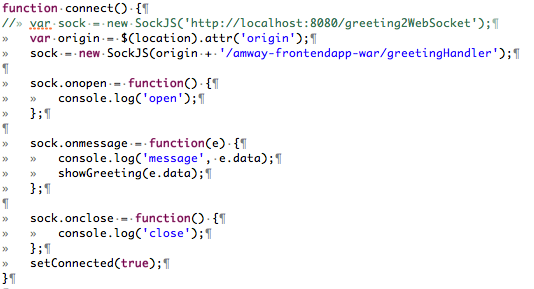 function connect() {
//» var sock = new SockJS('http://localhost:8080/greeting2WebSocket');
» var origin = $(location).attr('origin');
» sock = new SockJS(origin + '/amway-frontendapp-war/greetingHandler');
» sock.onopen = function() {
» » console.log('open');
» };
» sock.onmessage = function(e) {
» » console.log('message', e.data);
» » showGreeting(e.data);
» };
» sock.onclose = function() {
» » console.log('close');
» };
» setConnected(true);
}